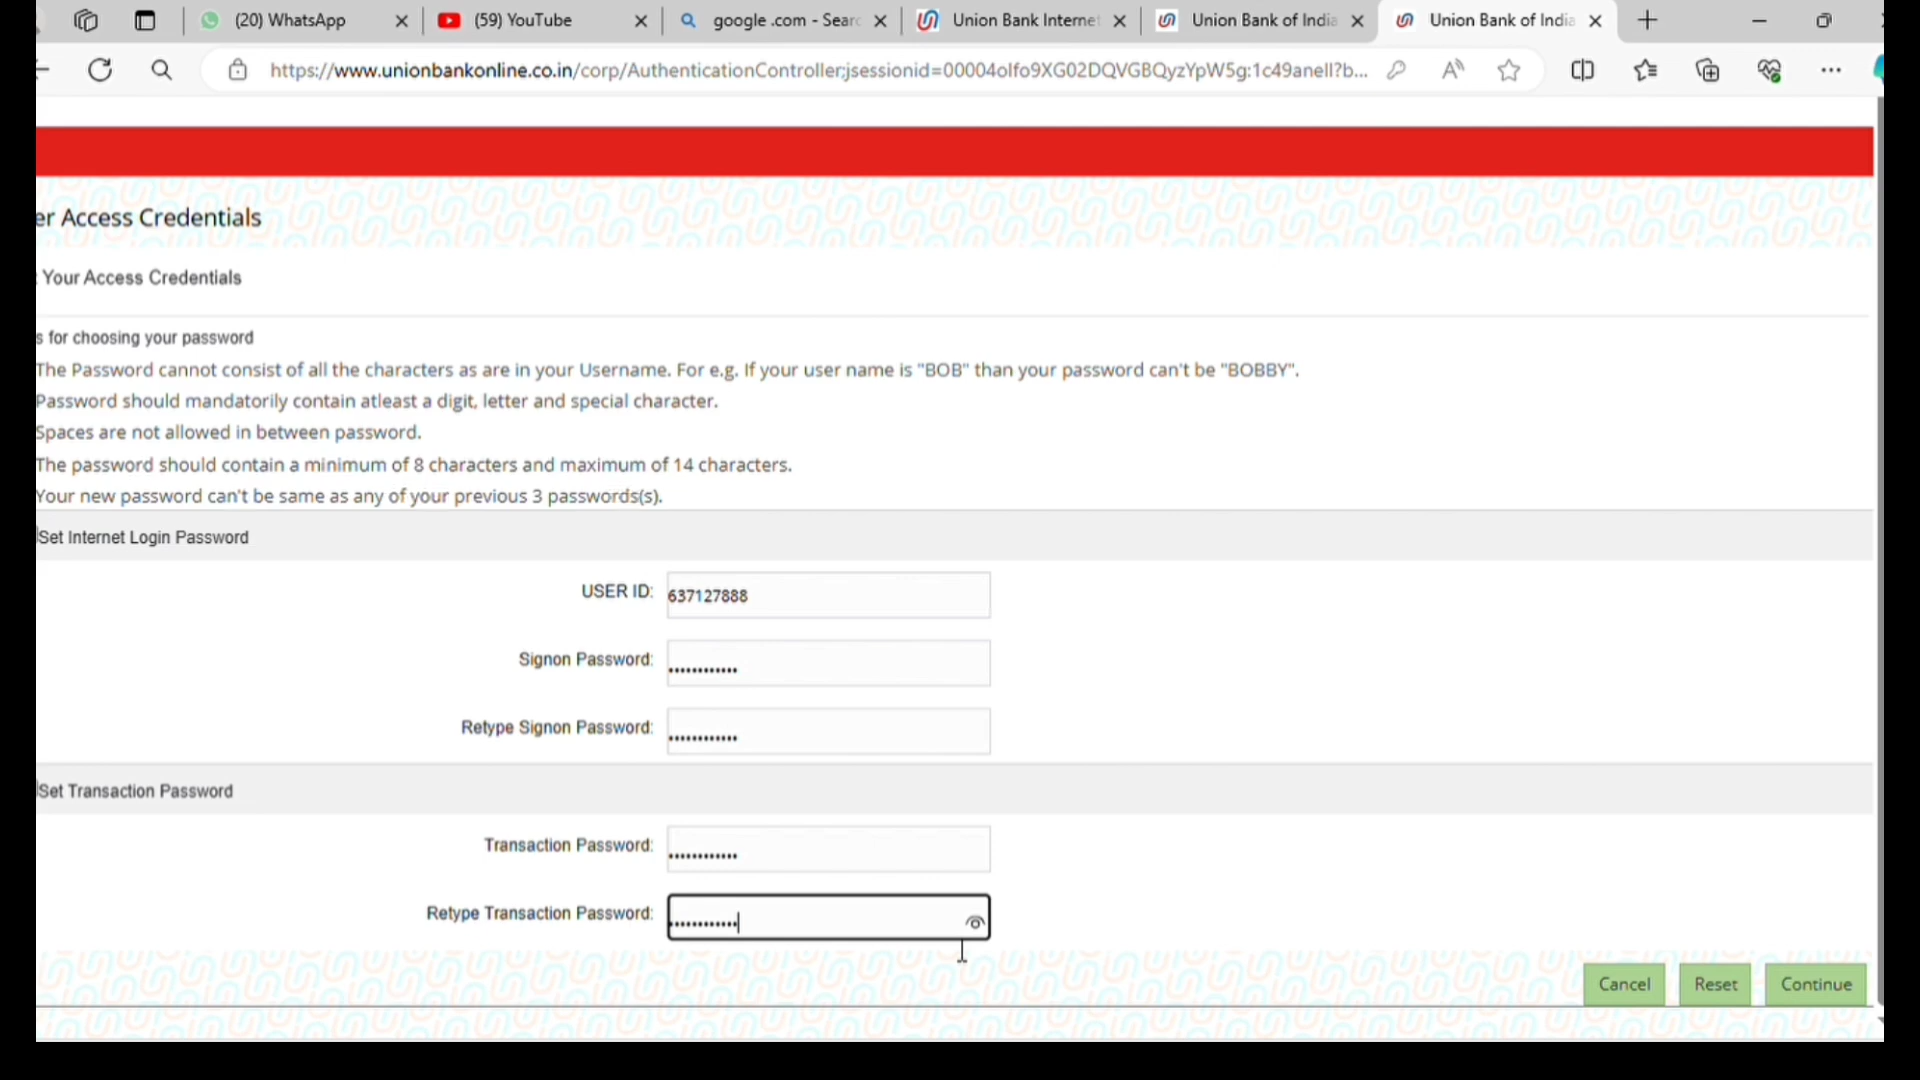 (20) WhatsApp
(59) YouTube
google .com - Sear
Union Bank Interne
Union Bank of India
Union Bank of India
https://www.unionbankonline.co.in/corp/AuthenticationController;jsessionid=00004olfo9XG02DQVGBQyzYpW5g:1c49anell?b...
er Access Credentials
: Your Access Credentials
s for choosing your password
The Password cannot consist of all the characters as are in your Username. For e.g. If your user name is "BOB" than your password can't be "BOBBY".
Password should mandatorily contain atleast a digit, letter and special character.
Spaces are not allowed in between password.
The password should contain a minimum of 8 characters and maximum of 14 characters.
Your new password can't be same as any of your previous 3 passwords(s).
Set Internet Login Password
USER ID: 637127888
Signon Password: ............
Retype Signon Password: ............
Set Transaction Password
Transaction Password: ............
Retype Transaction Password: ............
Cancel Reset Continue